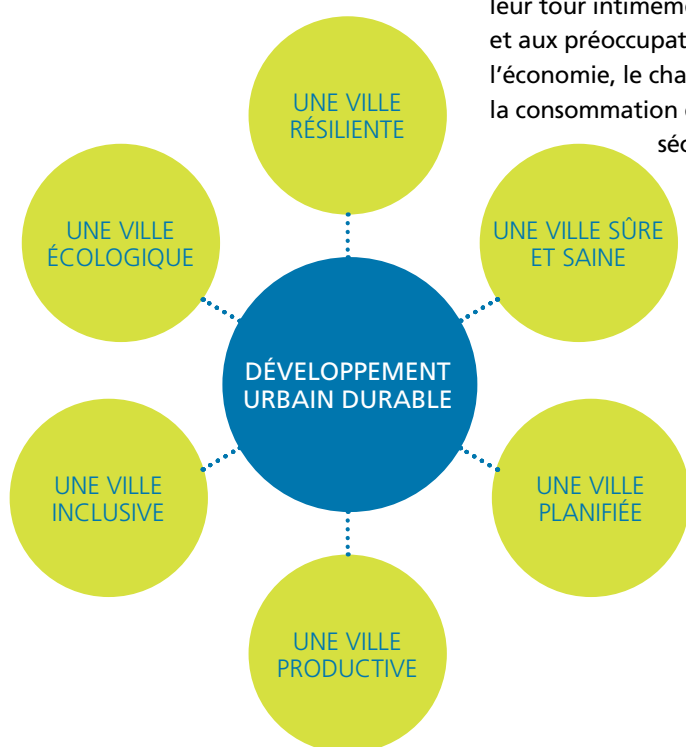 leur tour intimeme
et aux préoccupat
l’économie, le cha
la consommation
séc
UNE VILLE
RÉSILIENTE
UNE VILLE
ÉCOLOGIQUE
UNE VILLE SÛRE
ET SAINE
DÉVELOPPEMENT
URBAIN DURABLE
UNE VILLE
INCLUSIVE
UNE VILLE
PLANIFIÉE
UNE VILLE
PRODUCTIVE